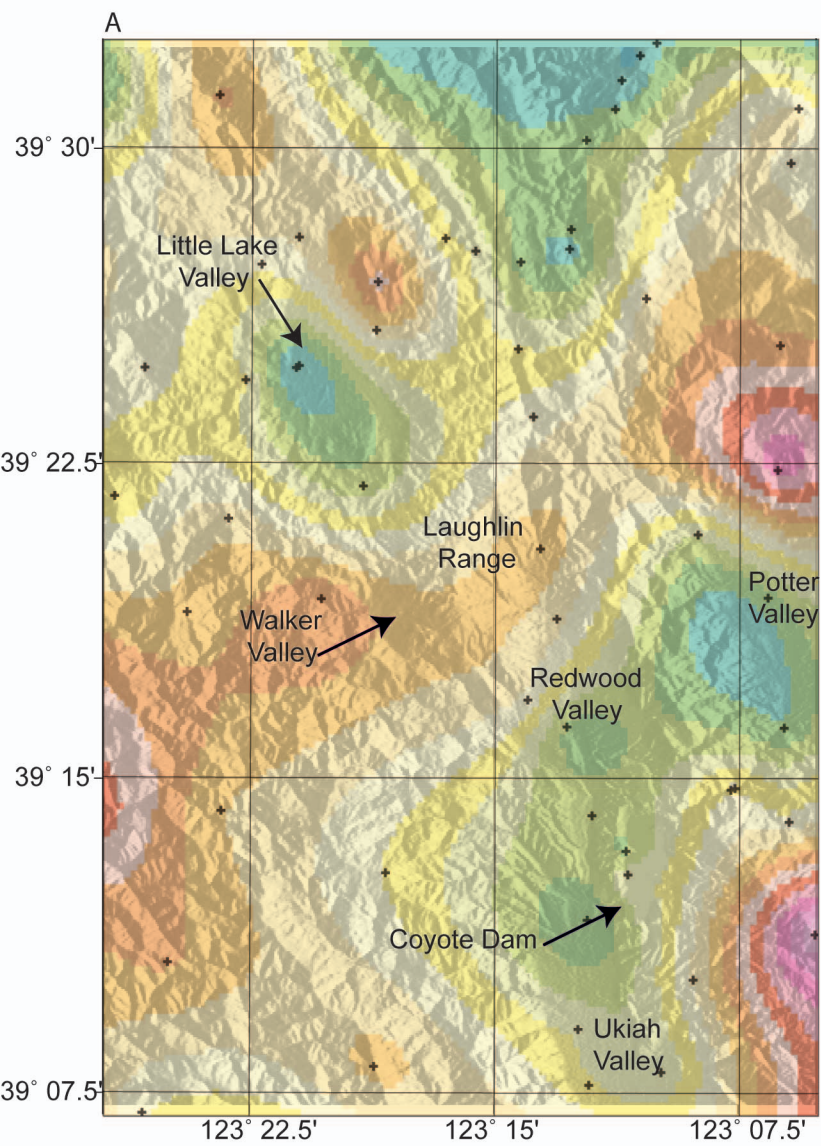 A
39° 30'
Little Lake
Valley
39° 22.5'
Laughlin
Range
Potter
Valley
Walker
Valley
Redwood
Valley
39° 15'
Coyote Dam
Ukiah
Valley
39° 07.5'
123° 22.5'
123° 15'
123° 07.5'